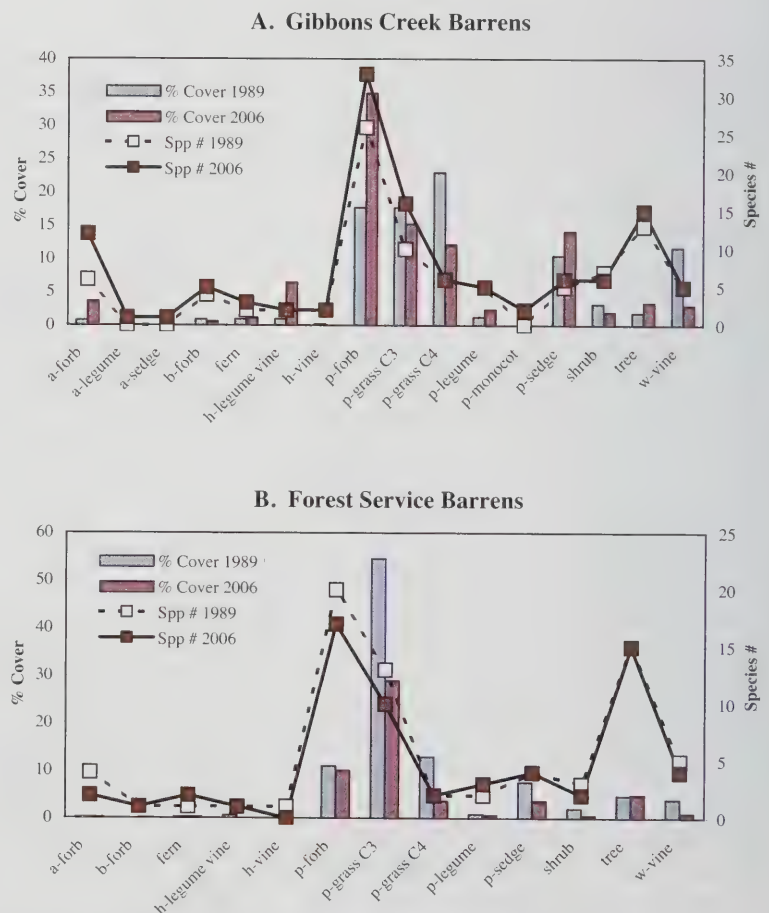 A. Gibbons Creek Barrens
40
35
30
25
20
15
10
5
0
% Cover
% Cover 1989
% Cover 2006
Spp # 1989
Spp # 2006
35
30
25
20
15
10
5
0
Species #
a-forb
a-legume
a-sedge
b-forb
fern
h-legume vine
h-vine
p-forb
p-grass C3
p-grass C4
p-legume
p-monocot
p-sedge
shrub
tree
w-vine
B. Forest Service Barrens
60
50
40
30
20
10
0
% Cover
% Cover 1989
% Cover 2006
Spp # 1989
Spp # 2006
25
20
15
10
5
0
Species #
a-forb
b-forb
fern
h-legume vine
h-vine
p-forb
p-grass C3
p-grass C4
p-legume
p-sedge
shrub
tree
w-vine